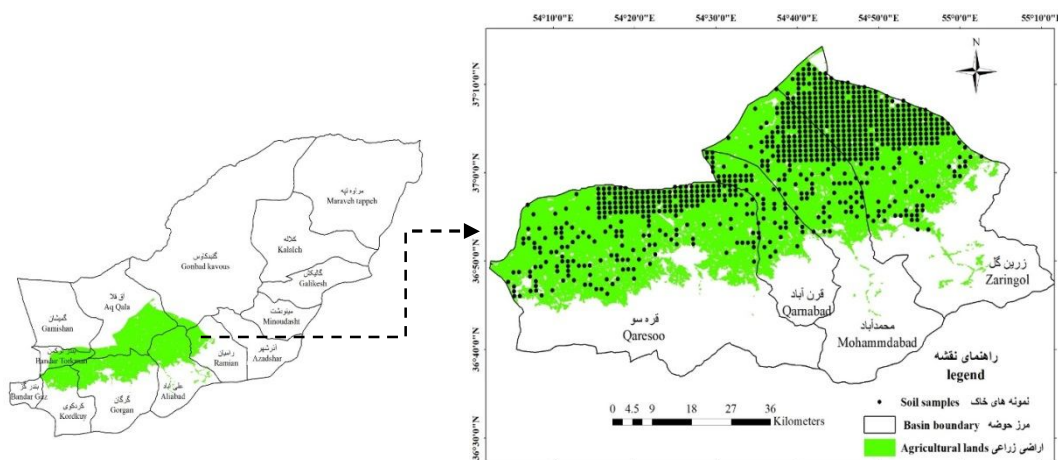 مراوه تپه
Maraveh tappeh
کلاله
Kalaleh
گنبدکاووس
Gonbad kavous
گالیکش
Galikesh
مینودشت
Minoudasht
آق قلا
Aq Qala
گمیشان
Gamishan
آزادشهر
Azadshar
رامیان
Ramian
بندر ترکمن
Bandar Torkman
علی آباد
Aliabad
بندر گز
Bandar Gaz
گرگان
Gorgan
کردکوی
Kordkuy
54°10'0"E 54°20'0"E 54°30'0"E 54°40'0"E 54°50'0"E 55°0'0"E 55°10'0"E
37°10'0"N
37°0'0"N
36°50'0"N
36°40'0"N
36°30'0"N
N
زرین گل
Zaringol
قرن آباد
Qarnabad
قره سو
Qaresoo
محمدآباد
Mohammdabad
راهنمای نقشه
legend
Soil samples نمونه های خاک
Basin boundary مرز حوضه
Agricultural lands اراضی زراعی
0 4.5 9 18 27 36
Kilometers